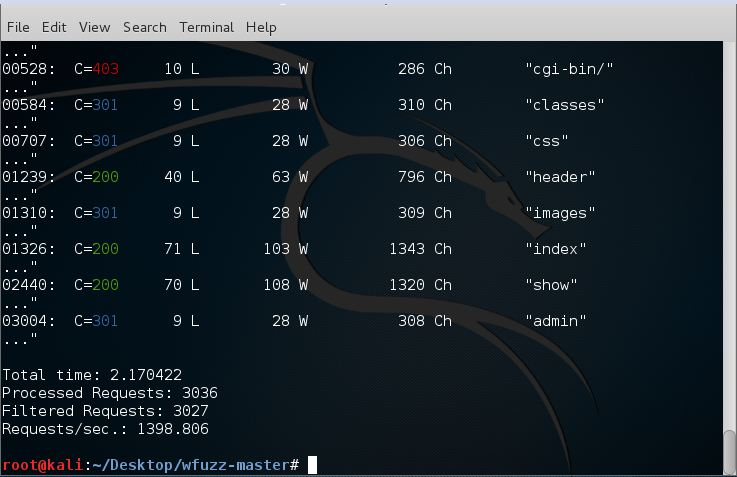 File Edit View Search Terminal Help
..."
00528: C=403 10 L 30 W 286 Ch "cgi-bin/"
..."
00584: C=301 9 L 28 W 310 Ch "classes"
..."
00707: C=301 9 L 28 W 306 Ch "css"
..."
01239: C=200 40 L 63 W 796 Ch "header"
..."
01310: C=301 9 L 28 W 309 Ch "images"
..."
01326: C=200 71 L 103 W 1343 Ch "index"
..."
02440: C=200 70 L 108 W 1320 Ch "show"
..."
03004: C=301 9 L 28 W 308 Ch "admin"
..."
Total time: 2.170422
Processed Requests: 3036
Filtered Requests: 3027
Requests/sec.: 1398.806
root@kali:~/Desktop/wfuzz-master#